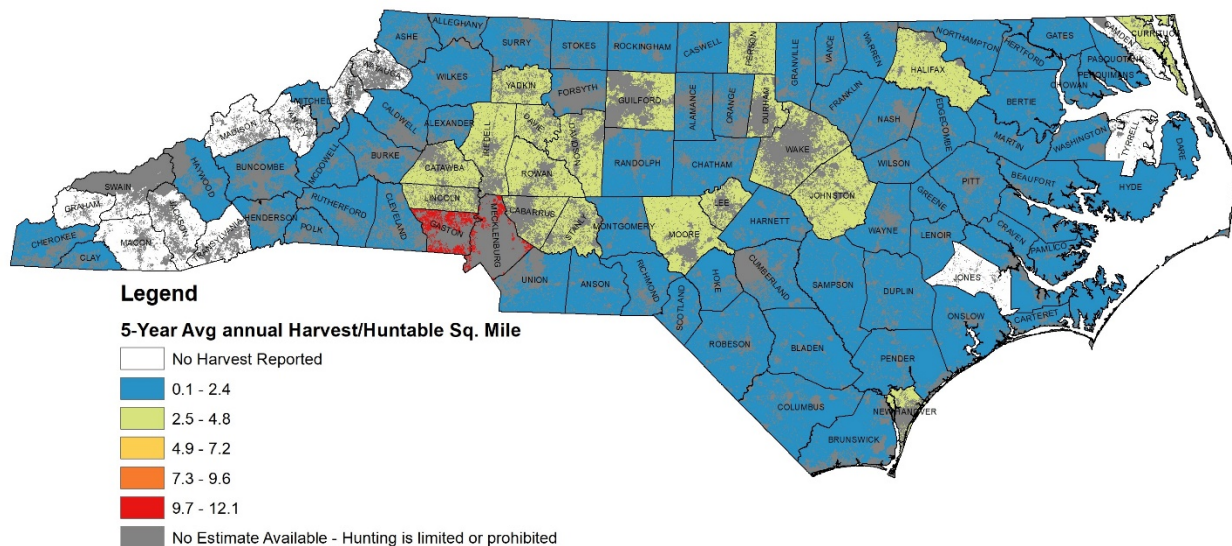 ALLEGHANY
ASHE
SURRY
STOKES
ROCKINGHAM
CASWELL
PERSON
GRANVILLE
VANCE
WARREN
NORTHAMPTON
HERTFORD
GATES
CAMDEN
CURRITUCK
PASQUOTANK
PERQUIMANS
CHOWAN
HALIFAX
WATAUGA
WILKES
YADKIN
FORSYTH
GUILFORD
ALAMANCE
ORANGE
DURHAM
FRANKLIN
NASH
EDGECOMBE
BERTIE
MARTIN
WASHINGTON
TYRRELL
DARE
MITCHELL
AVERY
CALDWELL
ALEXANDER
IREDELL
DAVIE
DAVIDSON
RANDOLPH
CHATHAM
WAKE
WILSON
PITT
BEAUFORT
HYDE
MADISON
YANCEY
BURKE
CATAWBA
ROWAN
JOHNSTON
GREENE
HAYWOOD
BUNCOMBE
MCDOWELL
SWAIN
GRAHAM
JACKSON
RUTHERFORD
CLEVELAND
LINCOLN
GASTON
MECKLENBURG
CABARRUS
STANLY
MONTGOMERY
MOORE
LEE
HARNETT
WAYNE
LENOIR
CRAVEN
PAMLICO
CHEROKEE
CLAY
MACON
TRANSYLVANIA
HENDERSON
POLK
JONES
UNION
ANSON
RICHMOND
SCOTLAND
HOKE
CUMBERLAND
SAMPSON
DUPLIN
ONSLOW
CARTERET
ROBESON
BLADEN
PENDER
COLUMBUS
NEW HANOVER
BRUNSWICK
Legend
5-Year Avg annual Harvest/Huntable Sq. Mile
No Harvest Reported
0.1 - 2.4
2.5 - 4.8
4.9 - 7.2
7.3 - 9.6
9.7 - 12.1
No Estimate Available - Hunting is limited or prohibited